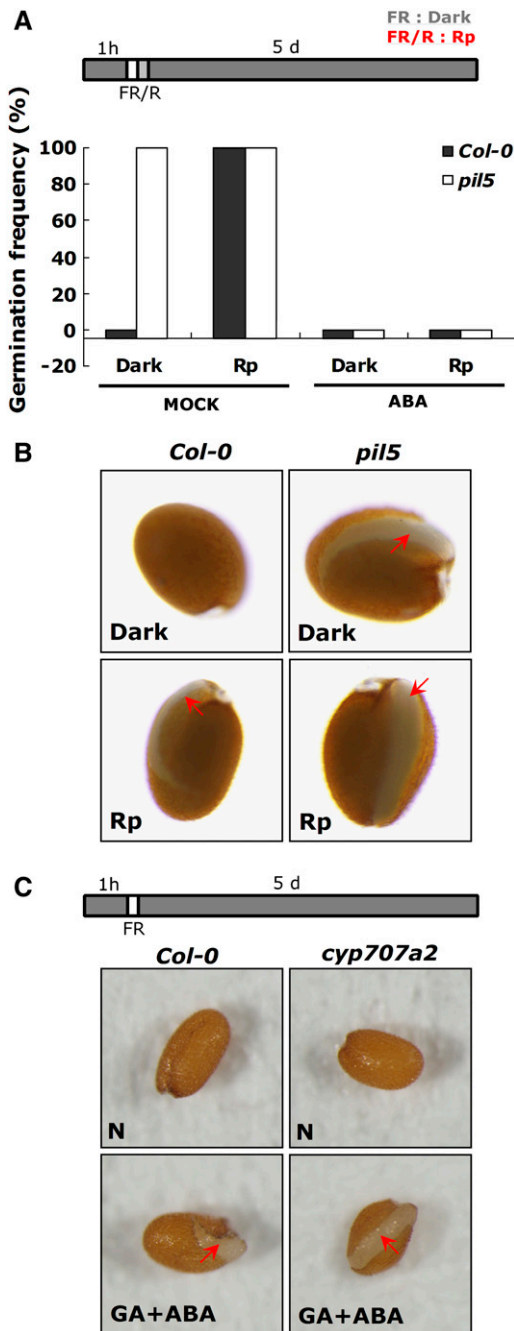 A
FR : Dark
FR/R : Rp
1h 5 d
FR/R
Germination frequency (%)
100
80
60
40
20
0
-20
Col-0
pil5
Dark Rp Dark Rp
MOCK ABA
B
Col-0 pil5
Dark Dark
Rp Rp
C
1h 5 d
FR
Col-0 cyp707a2
N N
GA+ABA GA+ABA